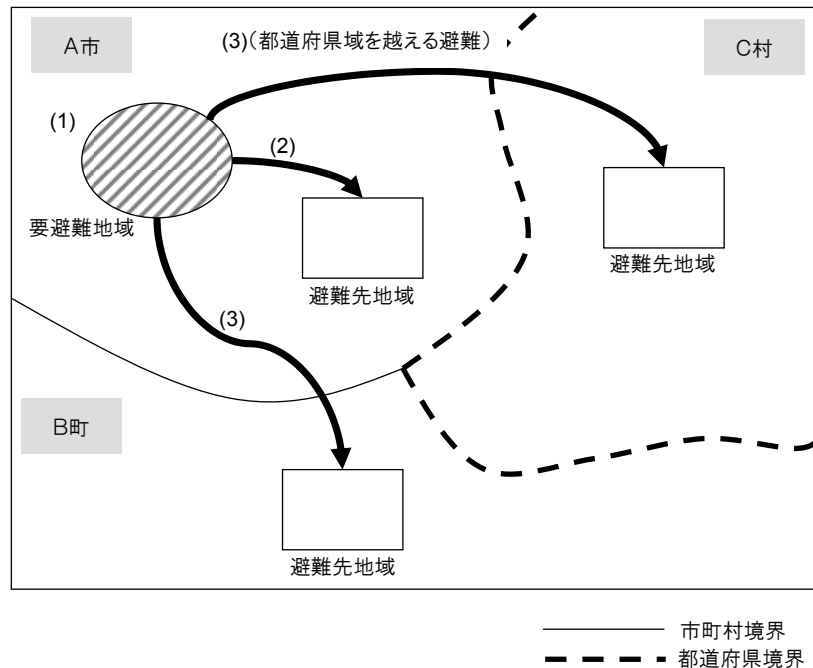 A市
(3)(都道府県域を越える避難)
C村
(1)
(2)
要避難地域
避難先地域
避難先地域
(3)
B町
避難先地域
市町村境界
都道府県境界